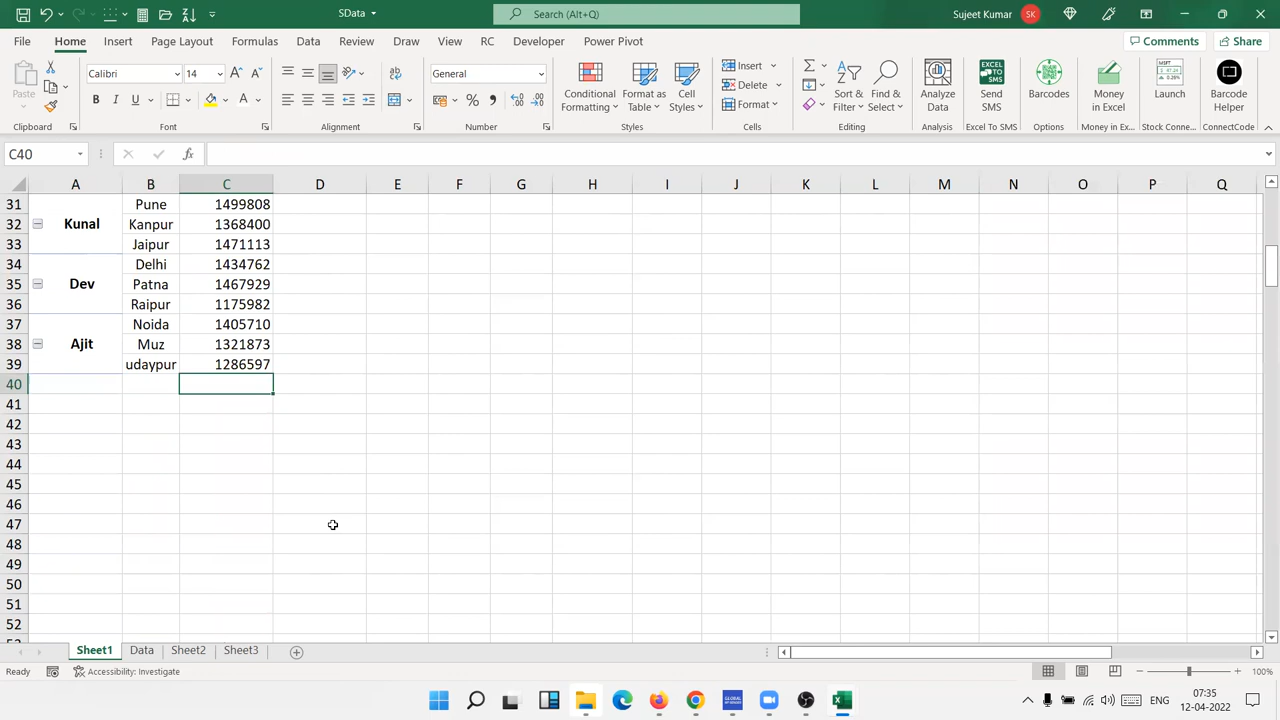 SData
Search (Alt+Q)
Sujeet Kumar SK
File Home Insert Page Layout Formulas Data Review View Draw RC Developer Power Pivot Comments Share
Paste
Calibri 14
B I U
General
Conditional Formatting
Format as Table
Cell Styles
Insert
Delete
Format
Sort & Filter
Find & Select
Analyze Data
EXCEL TO SMS
Send SMS
Barcodes
Money in Excel
MSFT
Launch
Barcode Helper
Clipboard Font Alignment Number Styles Cells Editing Analysis Excel To SMS Options Money in Ex... Stock Conne... ConnectCode
C40 fx
A B C D E F G H I J K L M N O P Q
31 Pune 1499808
32 Kunal Kanpur 1368400
33 Jaipur 1471113
34 Delhi 1434762
35 Dev Patna 1467929
36 Raipur 1175982
37 Noida 1405710
38 Ajit Muz 1321873
39 udaypur 1286597
40
41
42
43
44
45
46
47
48
49
50
51
52
Sheet1 Data Sheet2 Sheet3
Ready Accessibility: Investigate 100%
ENG 07:35
12-04-2022